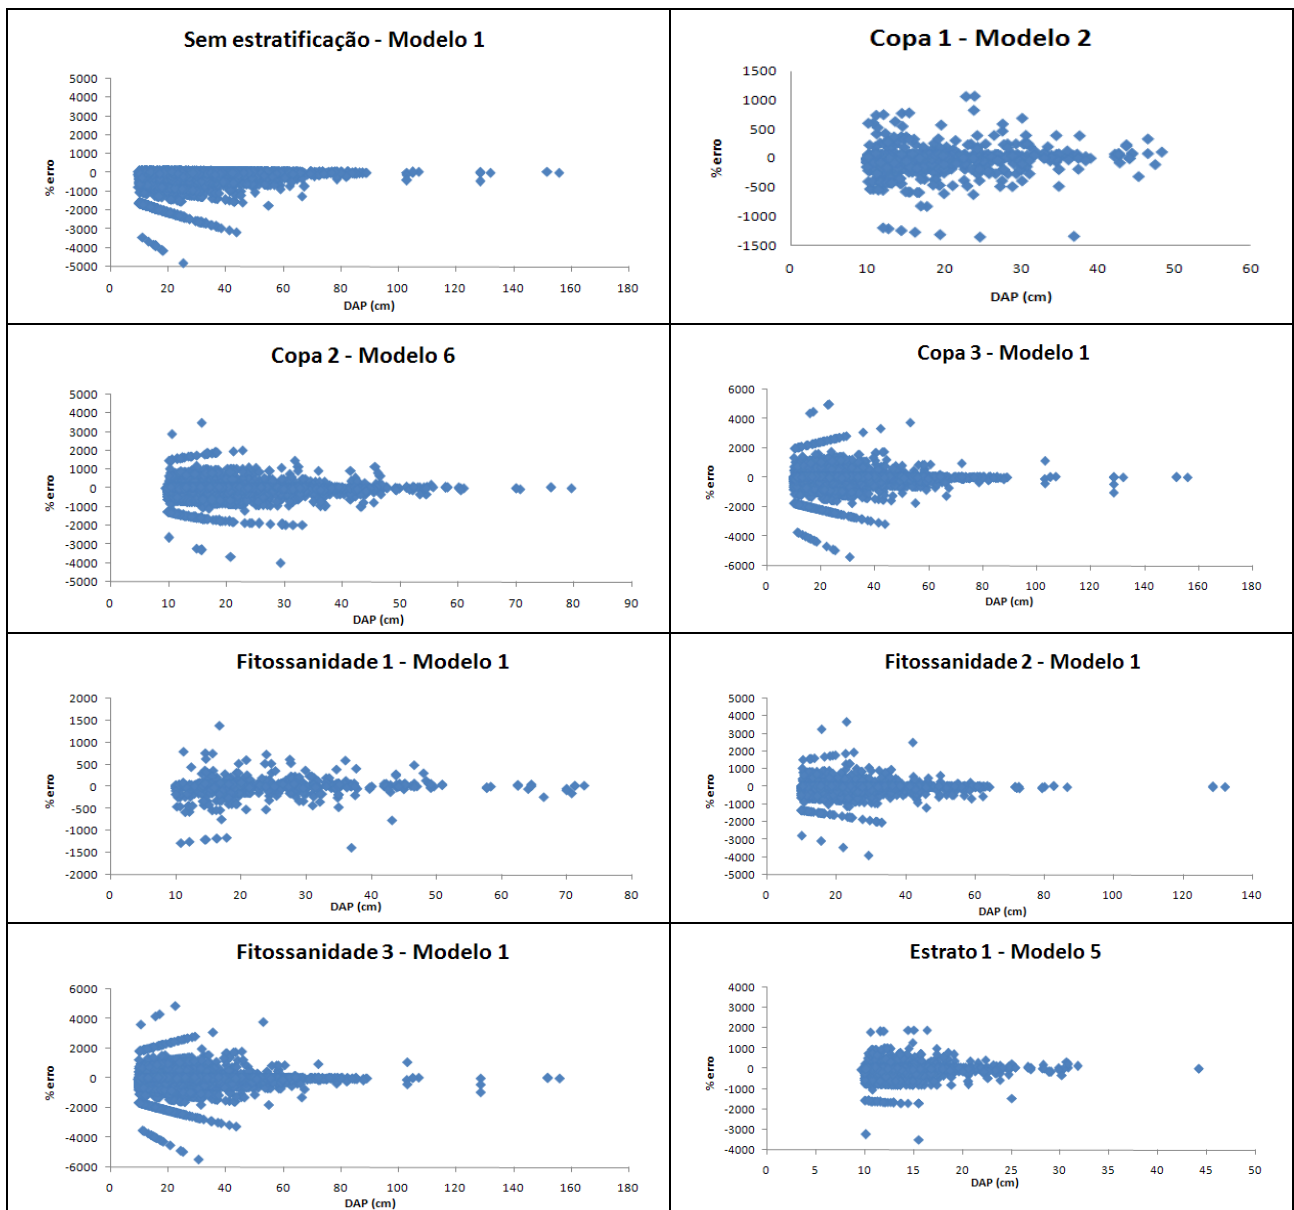 Sem estratificação - Modelo 1
% erro
5000
4000
3000
2000
1000
0
-1000
-2000
-3000
-4000
-5000
0 20 40 60 80 100 120 140 160 180
DAP (cm)
Copa 1 - Modelo 2
% erro
1500
1000
500
0
-500
-1000
-1500
0 10 20 30 40 50 60
DAP (cm)
Copa 2 - Modelo 6
% erro
5000
4000
3000
2000
1000
0
-1000
-2000
-3000
-4000
-5000
0 10 20 30 40 50 60 70 80 90
DAP (cm)
Copa 3 - Modelo 1
% erro
6000
4000
2000
0
-2000
-4000
-6000
0 20 40 60 80 100 120 140 160 180
DAP (cm)
Fitossanidade 1 - Modelo 1
% erro
2000
1500
1000
500
0
-500
-1000
-1500
-2000
0 10 20 30 40 50 60 70 80
DAP (cm)
Fitossanidade 2 - Modelo 1
% erro
5000
4000
3000
2000
1000
0
-1000
-2000
-3000
-4000
-5000
0 20 40 60 80 100 120 140
DAP (cm)
Fitossanidade 3 - Modelo 1
% erro
6000
4000
2000
0
-2000
-4000
-6000
0 20 40 60 80 100 120 140 160 180
DAP (cm)
Estrato 1 - Modelo 5
% erro
4000
3000
2000
1000
0
-1000
-2000
-3000
-4000
0 5 10 15 20 25 30 35 40 45 50
DAP (cm)